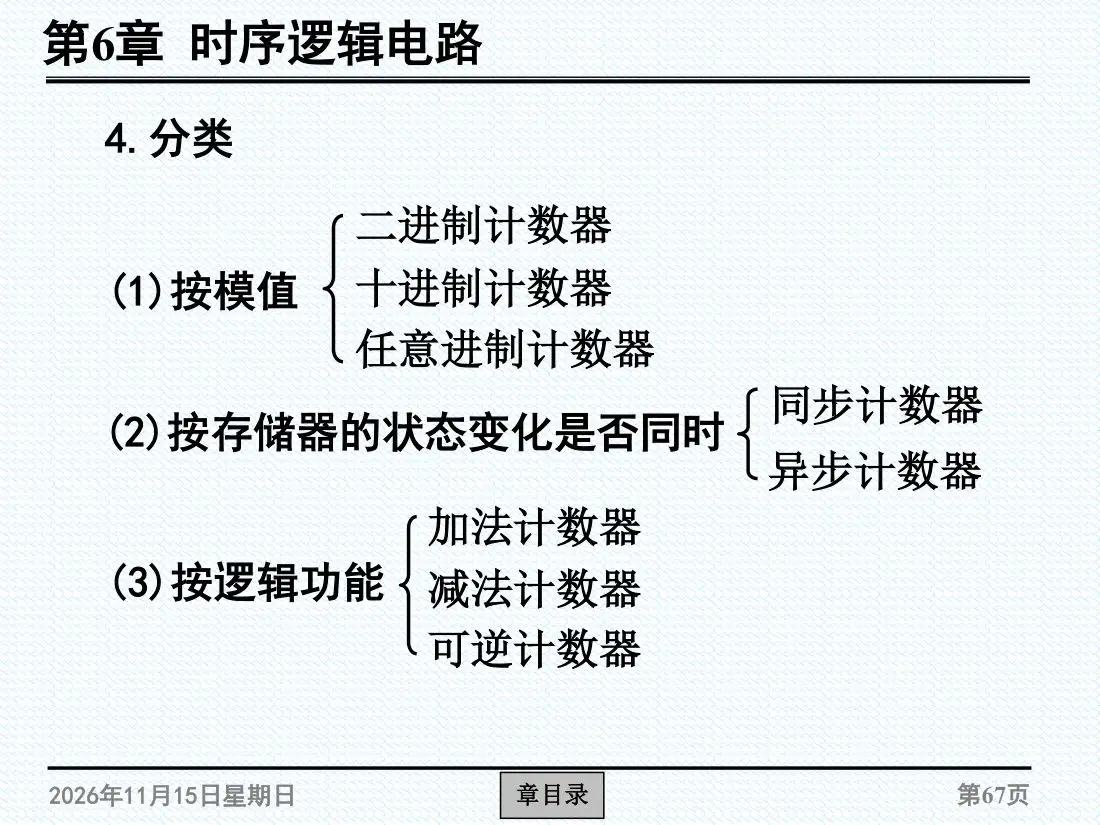 第6章 时序逻辑电路
4.分类
二进制计数器
(1)按模值
十进制计数器
任意进制计数器
(2)按存储器的状态变化是否同时
同步计数器
异步计数器
加法计数器
(3)按逻辑功能
减法计数器
可逆计数器
2026年11月15日星期日
章目录
第67页